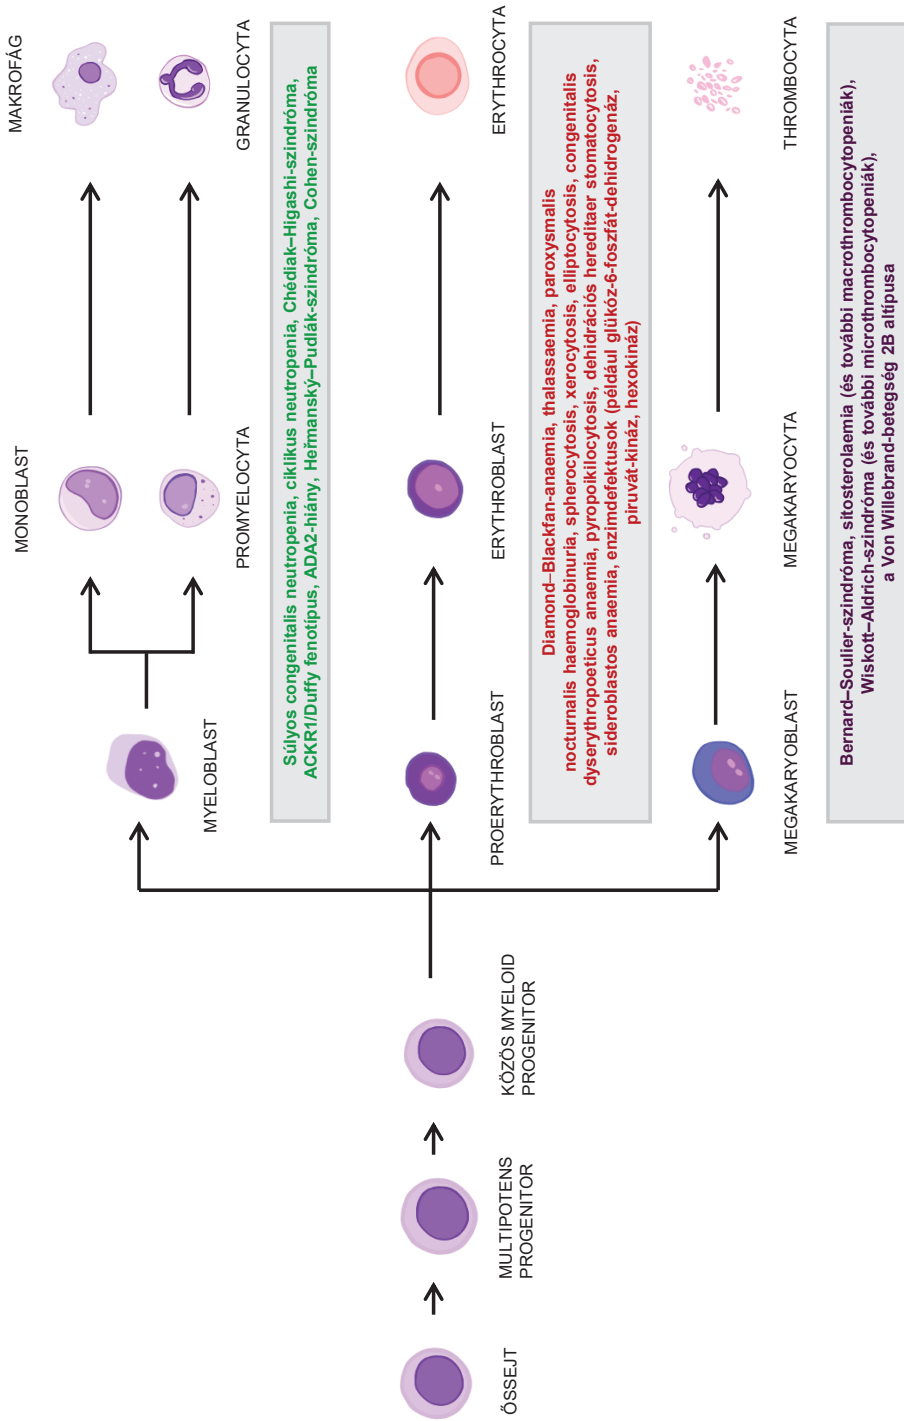 ŐSSEJT
MULTIPOTENS
PROGENITOR
KÖZÖS MYELOID
PROGENITOR
MYELOBLAST
MONOBLAST
MAKROFÁG
PROMYELOCYTA
GRANULOCYTA
Súlyos congenitalis neutropenia, ciklikus neutropenia, Chédiak–Higashi-szindróma,
ACKR1/Duffy fenotípus, ADA2-hiány, Heřmanský–Pudlák-szindróma, Cohen-szindróma
PROERYTHROBLAST
ERYTHROBLAST
ERYTHROCYTA
Diamond–Blackfan-anaemia, thalassaemia, paroxysmalis
nocturnalis haemoglobinuria, spherocytosis, xerocytosis, elliptocytosis, congenitalis
dyserythropoeticus anaemia, pyropoikilocytosis, dehidrációs hereditaer stomatocytosis,
sideroblastos anaemia, enzimdefektusok (például glükóz-6-foszfát-dehidrogenáz,
piruvát-kináz, hexokináz)
MEGAKARYOBLAST
MEGAKARYOCYTA
THROMBOCYTA
Bernard–Soulier-szindróma, sitosterolaemia (és további macrothrombocytopeniák),
Wiskott–Aldrich-szindróma (és további microthrombocytopeniák),
a Von Willebrand-betegség 2B altípusa